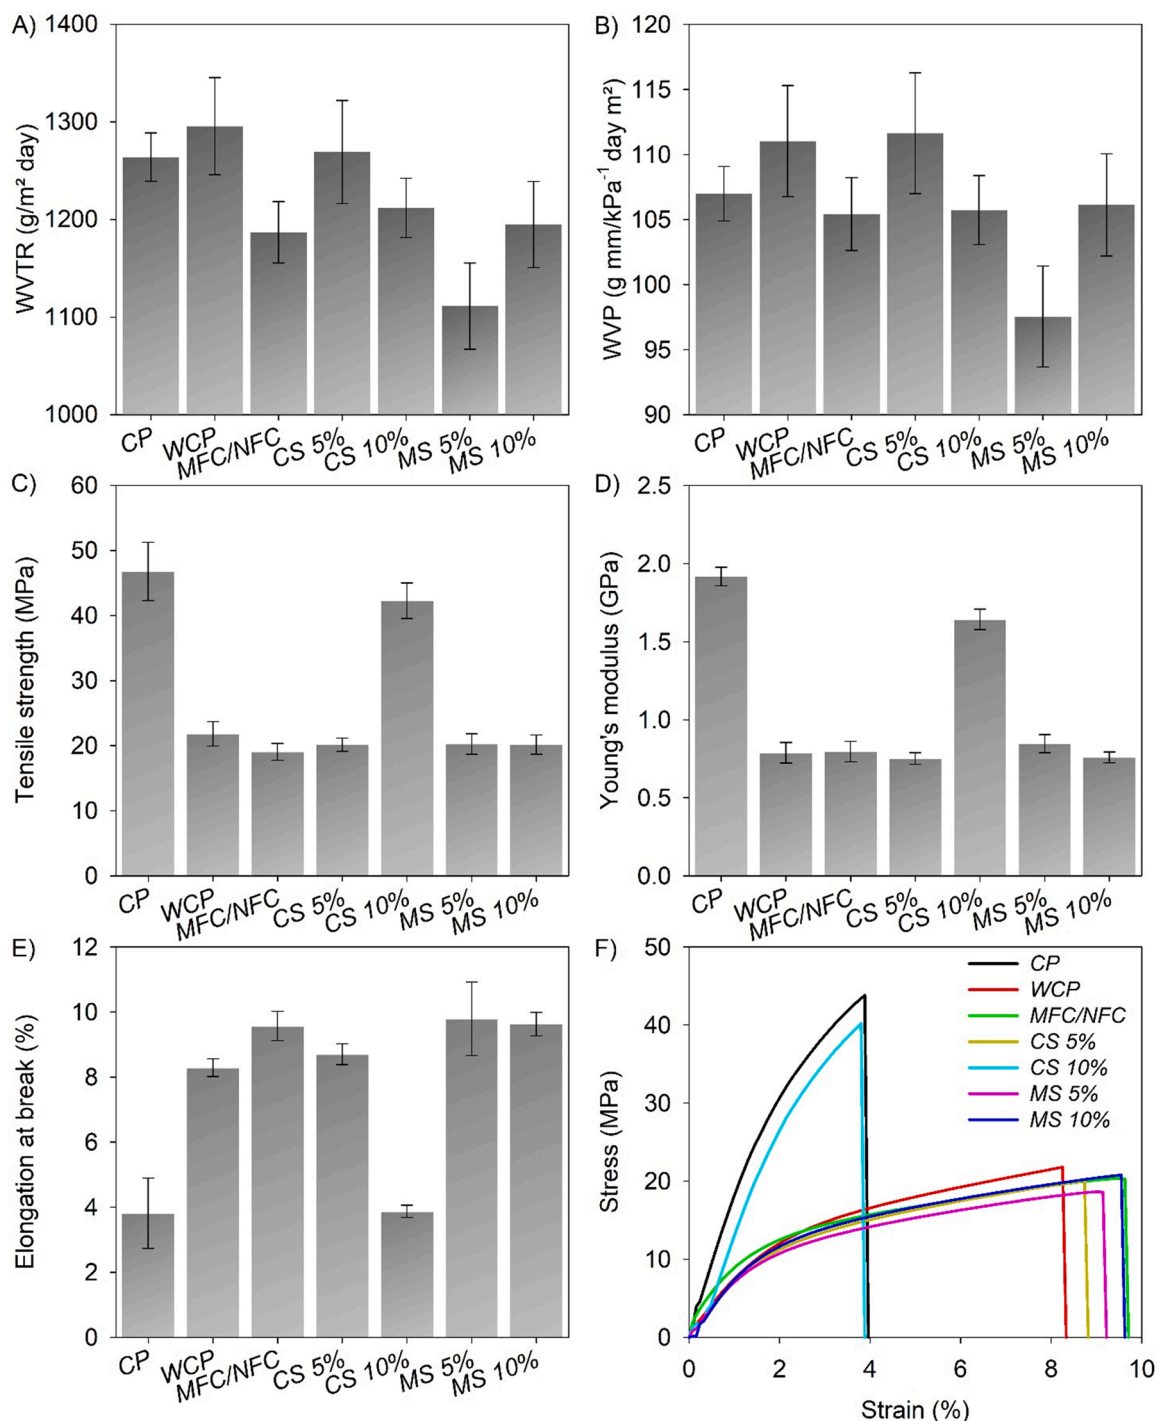 A)
WVTR (g/m² day)
1400
1300
1200
1100
1000
CP
WCP
MFC/NFC
CS 5%
CS 10%
MS 5%
MS 10%
B)
WVP (g mm/kPa⁻¹ day m²)
120
115
110
105
100
95
90
CP
WCP
MFC/NFC
CS 5%
CS 10%
MS 5%
MS 10%
C)
Tensile strength (MPa)
60
50
40
30
20
10
0
CP
WCP
MFC/NFC
CS 5%
CS 10%
MS 5%
MS 10%
D)
Young's modulus (GPa)
2.5
2.0
1.5
1.0
0.5
0.0
CP
WCP
MFC/NFC
CS 5%
CS 10%
MS 5%
MS 10%
E)
Elongation at break (%)
12
10
8
6
4
2
0
CP
WCP
MFC/NFC
CS 5%
CS 10%
MS 5%
MS 10%
F)
Stress (MPa)
50
40
30
20
10
0
CP
WCP
MFC/NFC
CS 5%
CS 10%
MS 5%
MS 10%
0 2 4 6 8 10
Strain (%)